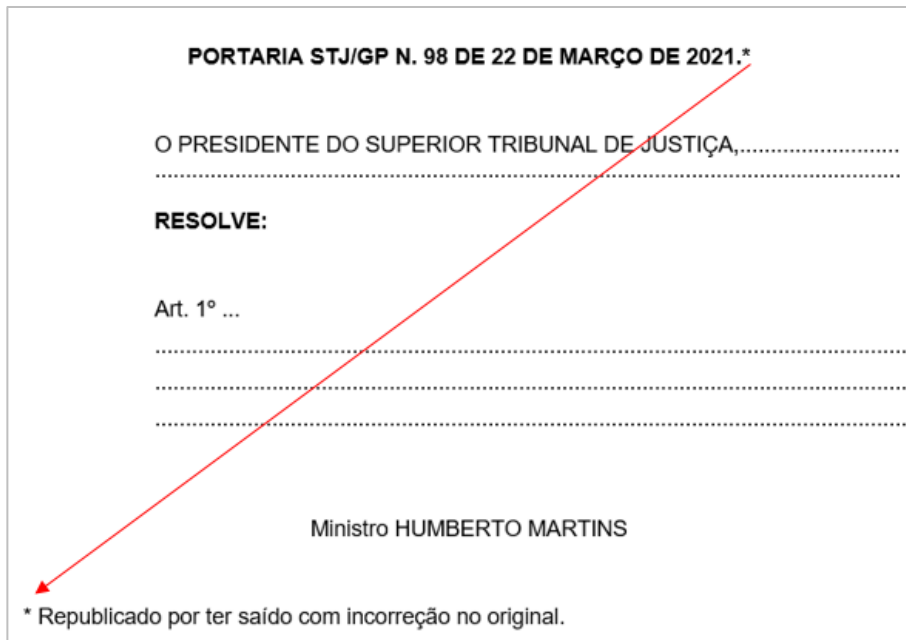 PORTARIA STJ/GP N. 98 DE 22 DE MARÇO DE 2021.*
O PRESIDENTE DO SUPERIOR TRIBUNAL DE JUSTIÇA,..........................
........................................................................................................................
RESOLVE:
Art. 1º ...
........................................................................................................................
........................................................................................................................
........................................................................................................................
Ministro HUMBERTO MARTINS
* Republicado por ter saído com incorreção no original.